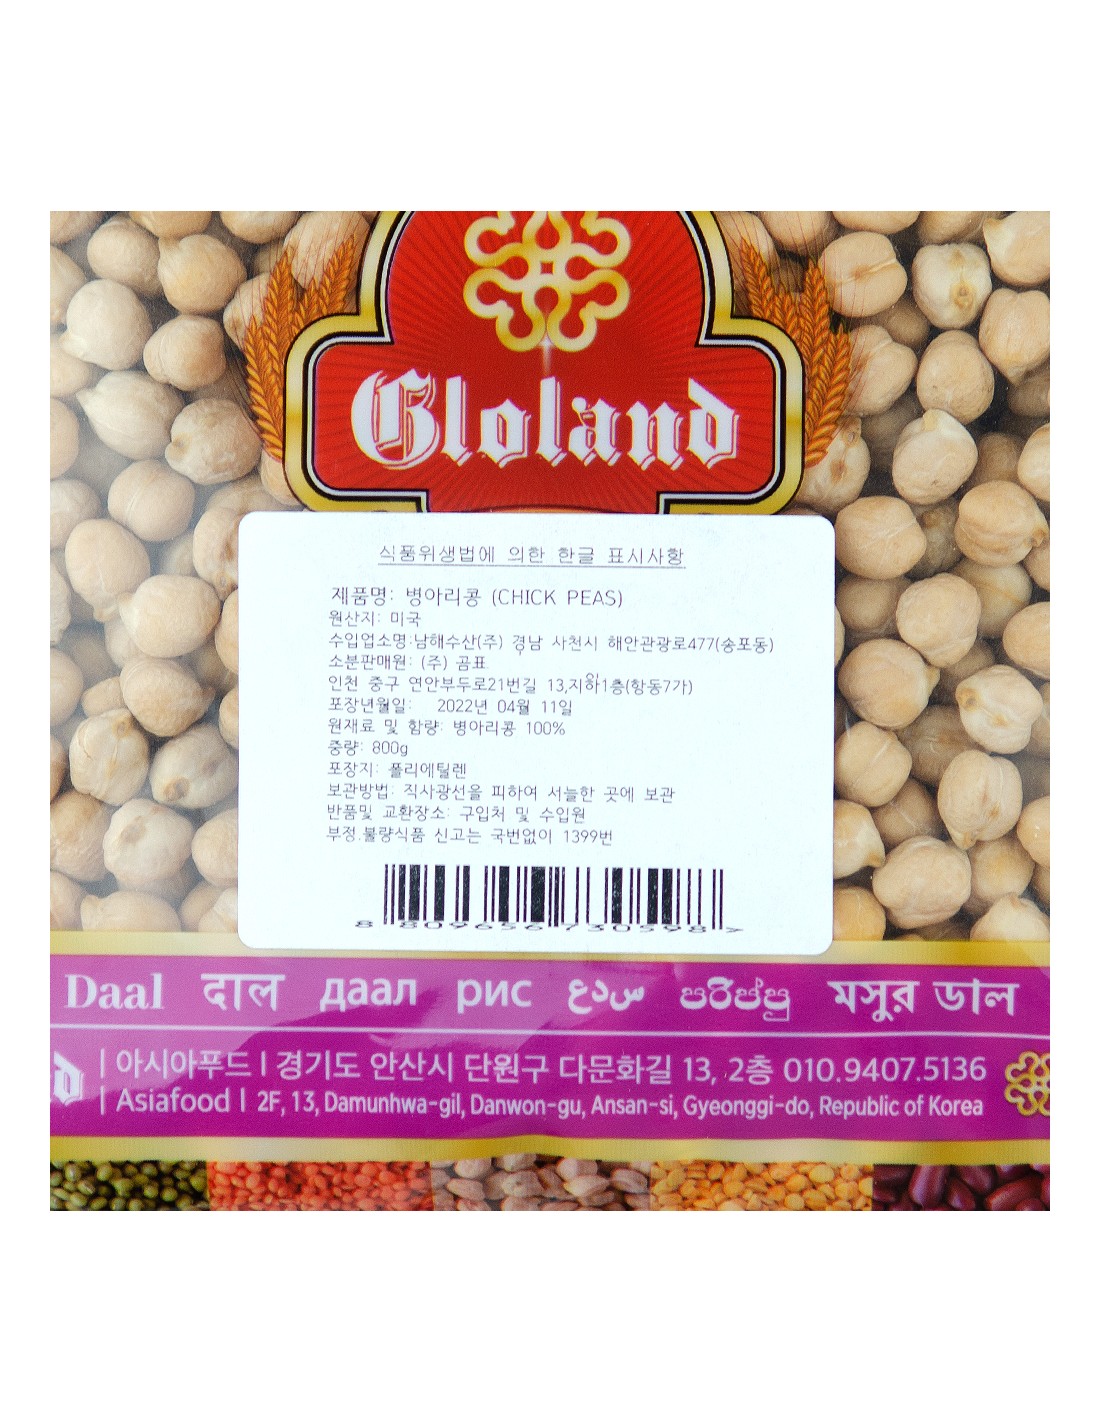 Gloland
식품위생법에 의한 한글 표시사항
제품명: 병아리콩 (CHICK PEAS)
원산지: 미국
수입업소명:남해수산(주) 경남 사천시 해안관광로477(송포동)
소분판매원: (주) 곰표
인천 중구 연안부두로21번길 13,지하1층(항동7가)
포장년월일: 2022년 04월 11일
원재료 및 함량: 병아리콩 100%
중량: 800g
포장지: 폴리에틸렌
보관방법: 직사광선을 피하여 서늘한 곳에 보관
반품및 교환장소: 구입처 및 수입원
부정.불량식품 신고는 국번없이 1399번
8 809656 730598 >
Daal दाल даал рис عدس පරිප්පු মসুর ডাল
d | 아시아푸드 | 경기도 안산시 단원구 다문화길 13, 2층 010.9407.5136
| Asiafood | 2F, 13, Damunhwa-gil, Danwon-gu, Ansan-si, Gyeonggi-do, Republic of Korea